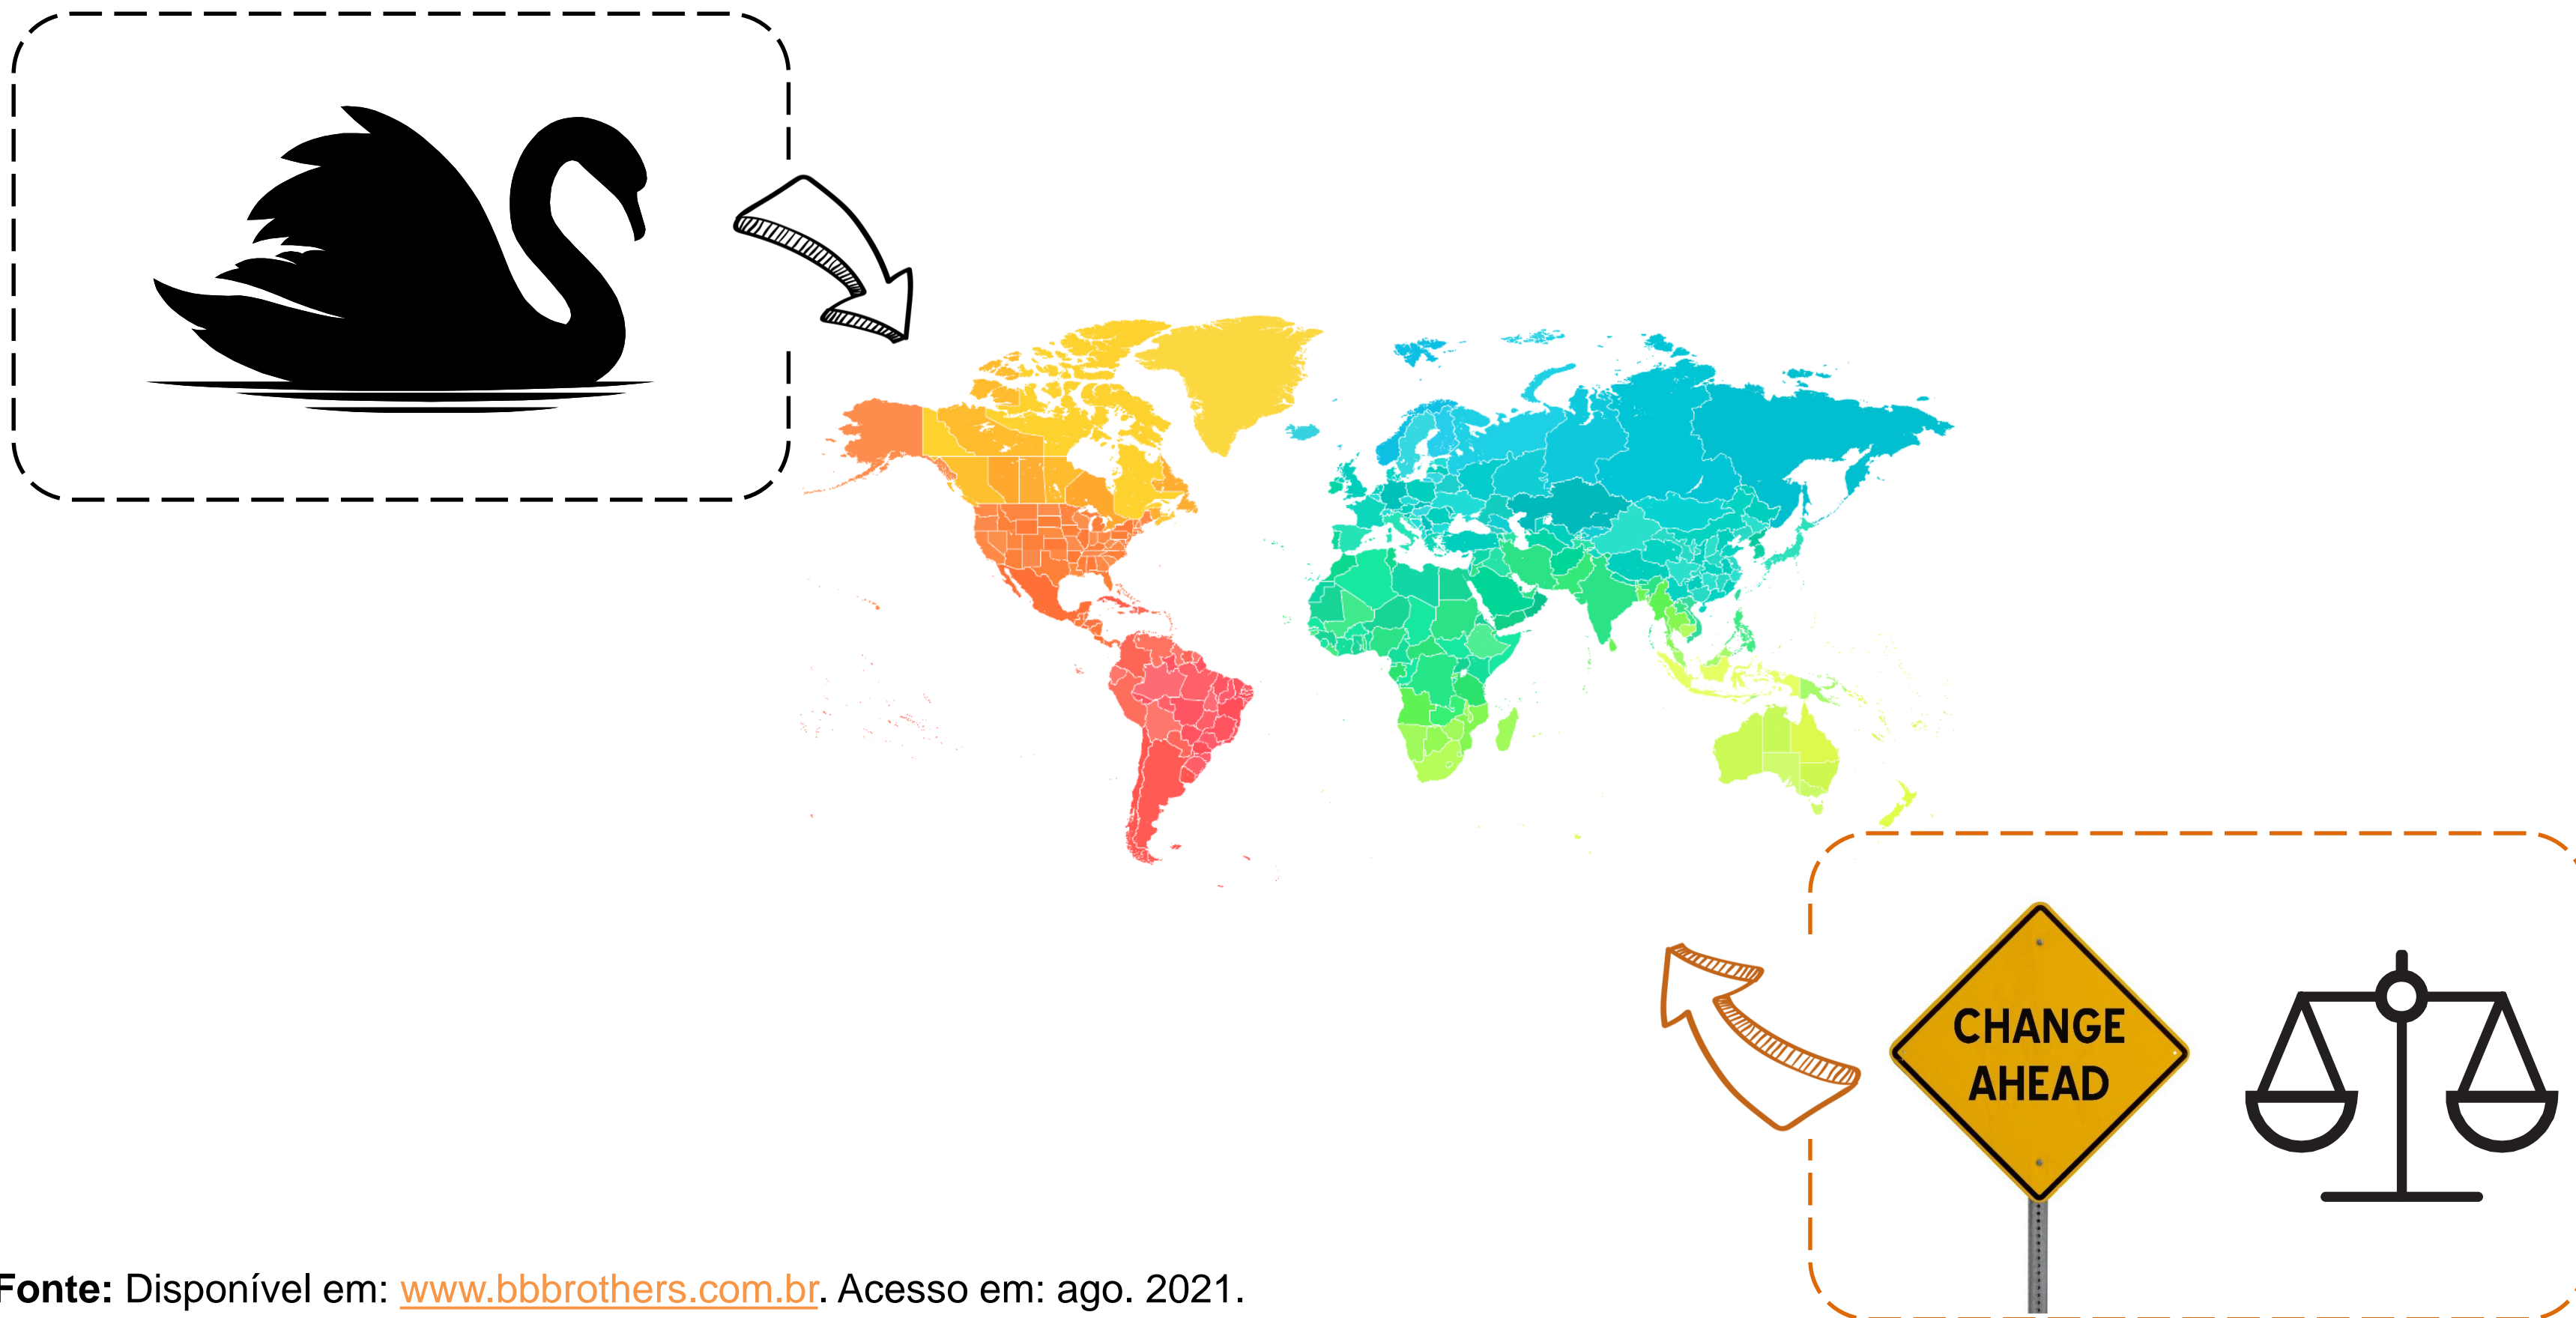 CHANGE
AHEAD
Fonte: Disponível em: www.bbbrothers.com.br. Acesso em: ago. 2021.